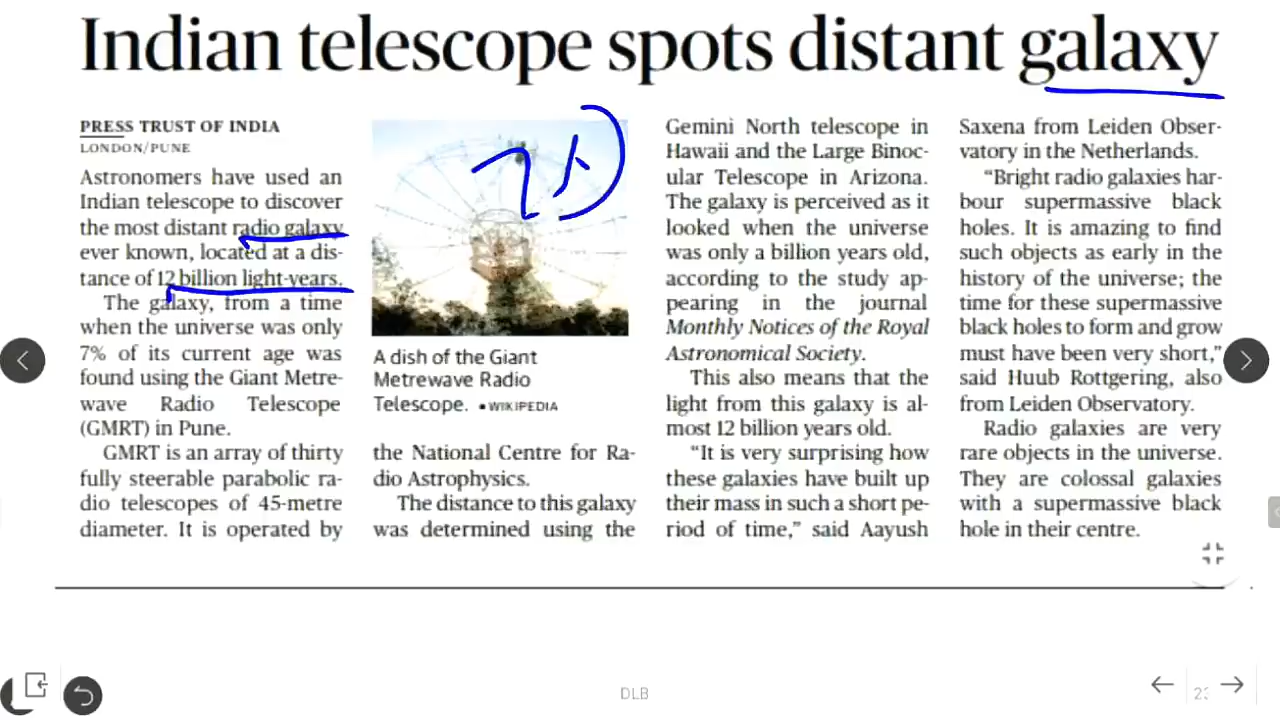 Indian telescope spots distant galaxy
PRESS TRUST OF INDIA
LONDON/PUNE
Astronomers have used an
Indian telescope to discover
the most distant radio galaxy
ever known, located at a dis-
tance of 12 billion light-years.
The galaxy, from a time
when the universe was only
7% of its current age was
found using the Giant Metre-
wave Radio Telescope
(GMRT) in Pune.
GMRT is an array of thirty
fully steerable parabolic ra-
dio telescopes of 45-metre
diameter. It is operated by
A dish of the Giant
Metrewave Radio
Telescope. ▪ WIKIPEDIA
the National Centre for Ra-
dio Astrophysics.
The distance to this galaxy
was determined using the
Gemini North telescope in
Hawaii and the Large Binoc-
ular Telescope in Arizona.
The galaxy is perceived as it
looked when the universe
was only a billion years old,
according to the study ap-
pearing in the journal
Monthly Notices of the Royal
Astronomical Society.
This also means that the
light from this galaxy is al-
most 12 billion years old.
“It is very surprising how
these galaxies have built up
their mass in such a short pe-
riod of time,” said Aayush
Saxena from Leiden Obser-
vatory in the Netherlands.
“Bright radio galaxies har-
bour supermassive black
holes. It is amazing to find
such objects as early in the
history of the universe; the
time for these supermassive
black holes to form and grow
must have been very short,”
said Huub Rottgering, also
from Leiden Observatory.
Radio galaxies are very
rare objects in the universe.
They are colossal galaxies
with a supermassive black
hole in their centre.
DLB